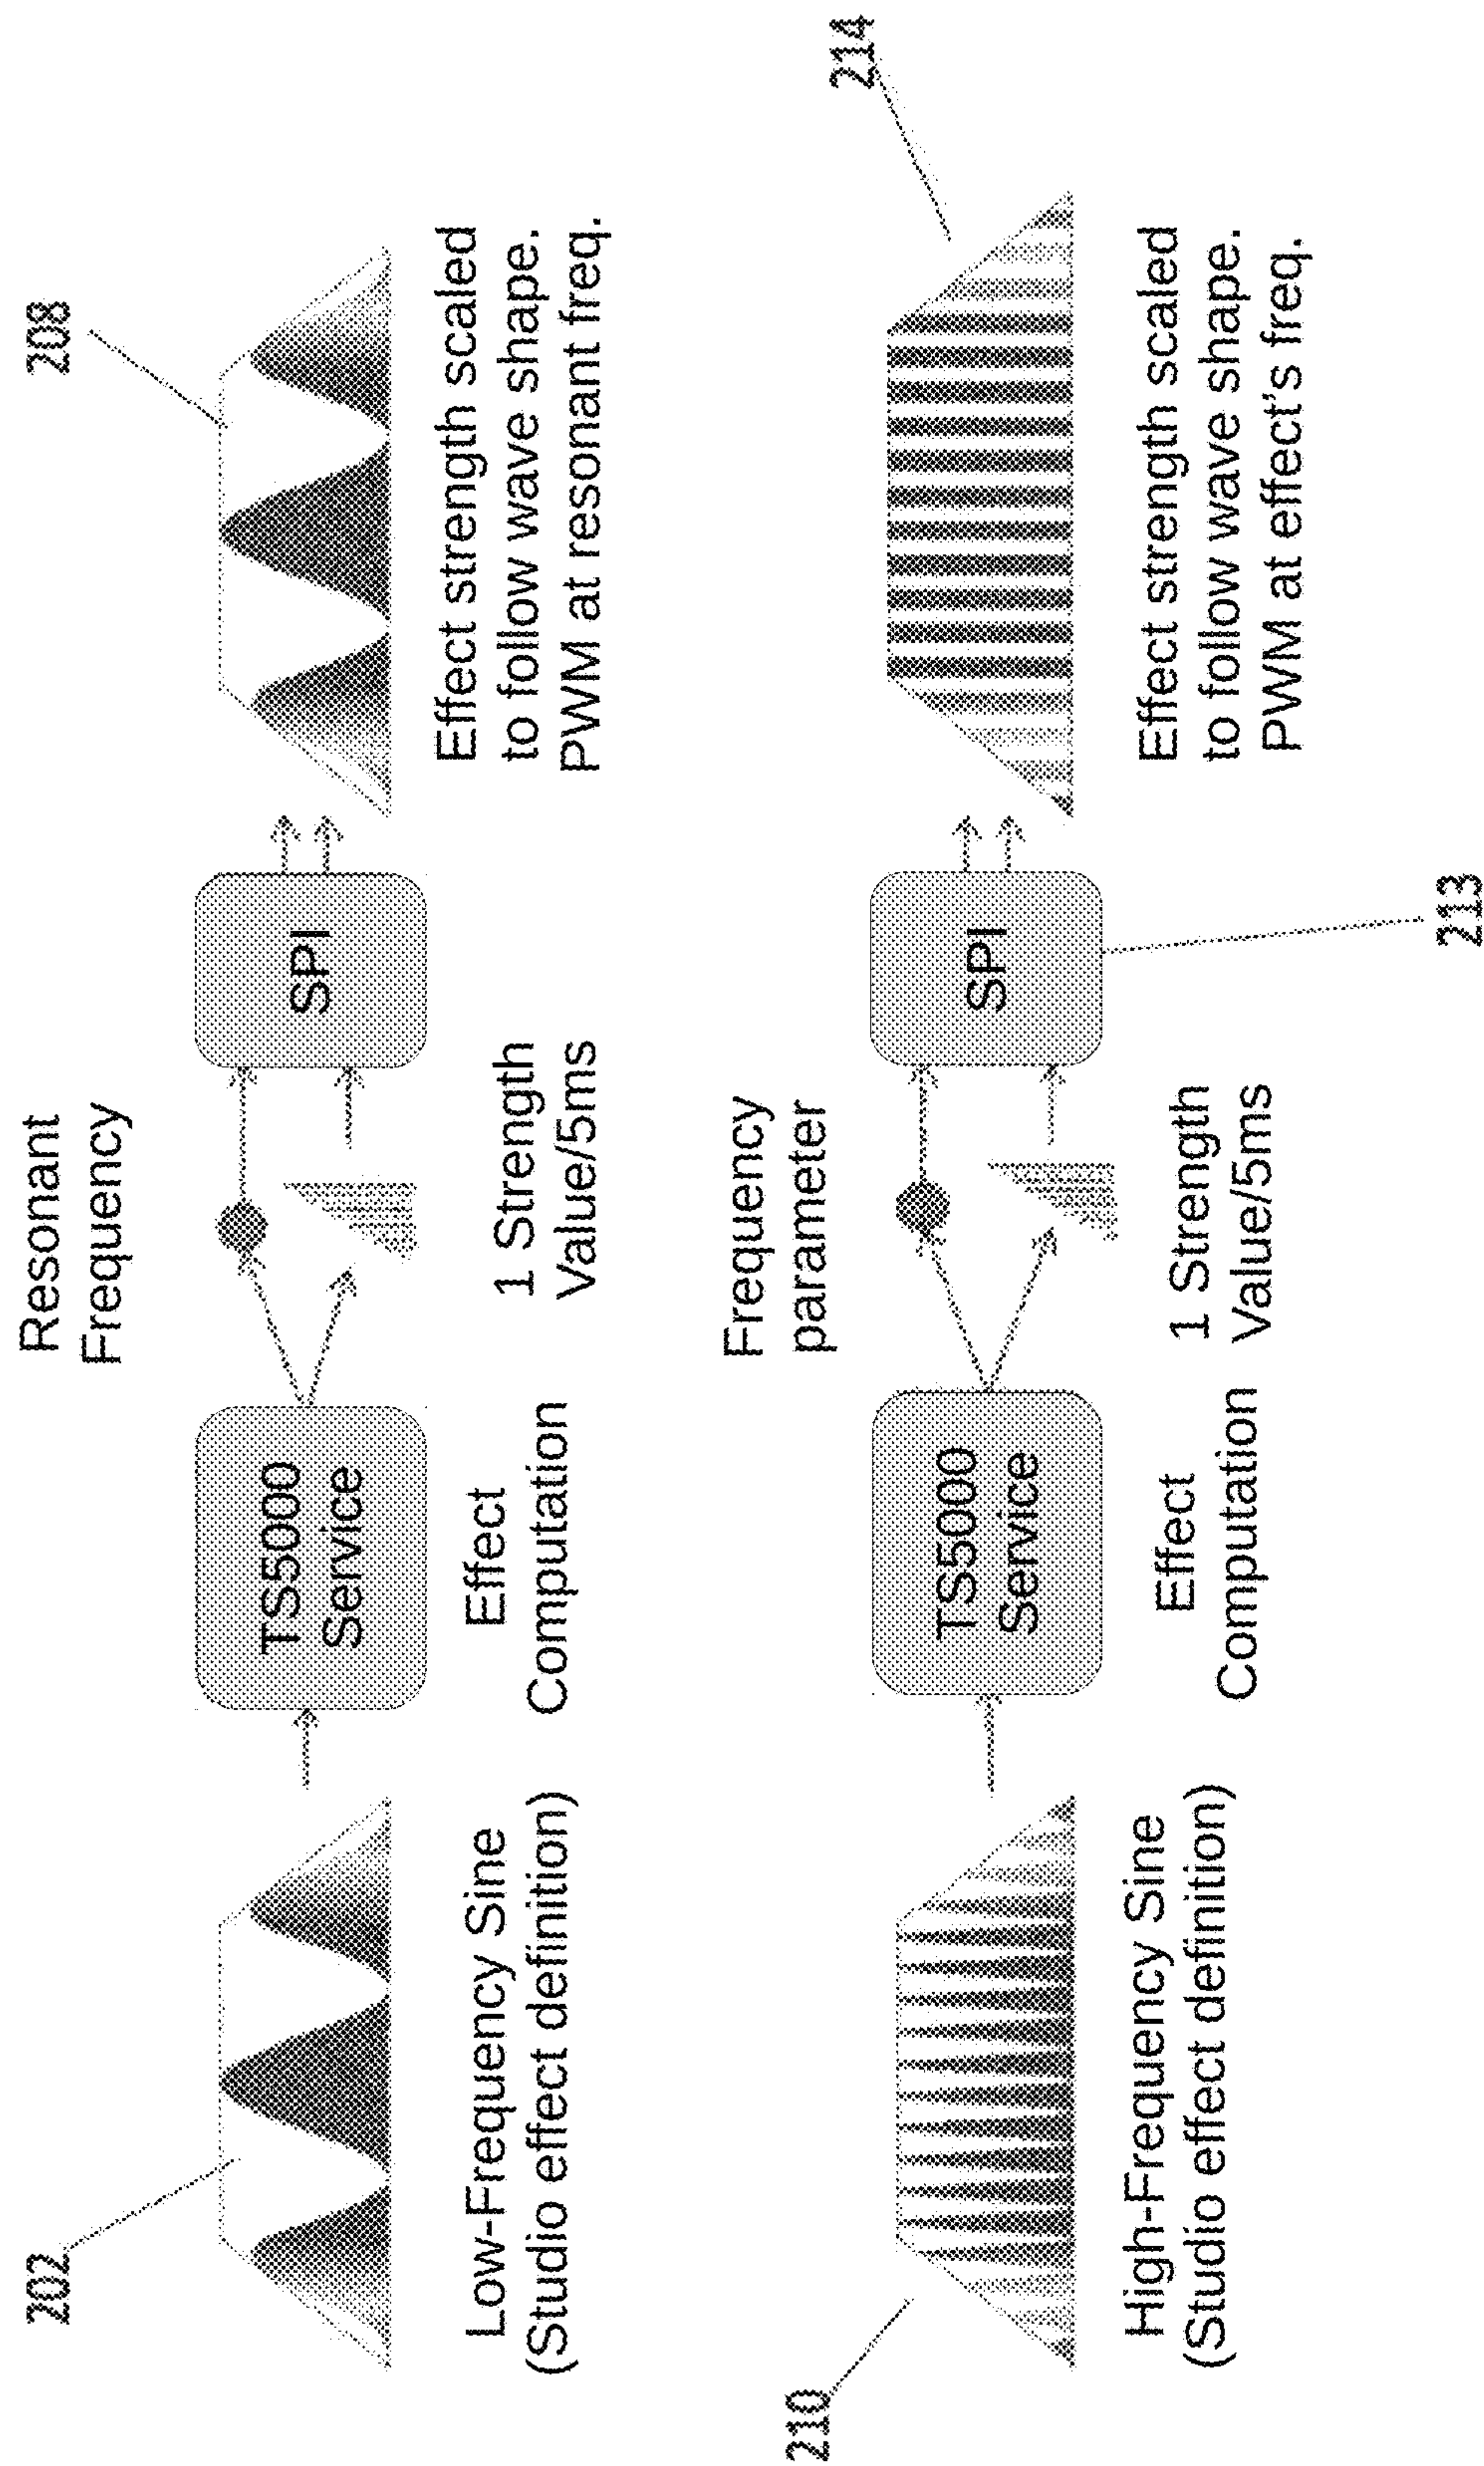 202
208
Resonant
Frequency
TS5000
Service
SPI
Low-Frequency Sine
(Studio effect definition)
Effect
Computation
1 Strength
Value/5ms
Effect strength scaled
to follow wave shape.
PWM at resonant freq.
210
214
Frequency
parameter
TS5000
Service
SPI
High-Frequency Sine
(Studio effect definition)
Effect
Computation
1 Strength
Value/5ms
Effect strength scaled
to follow wave shape.
PWM at effect's freq.
213